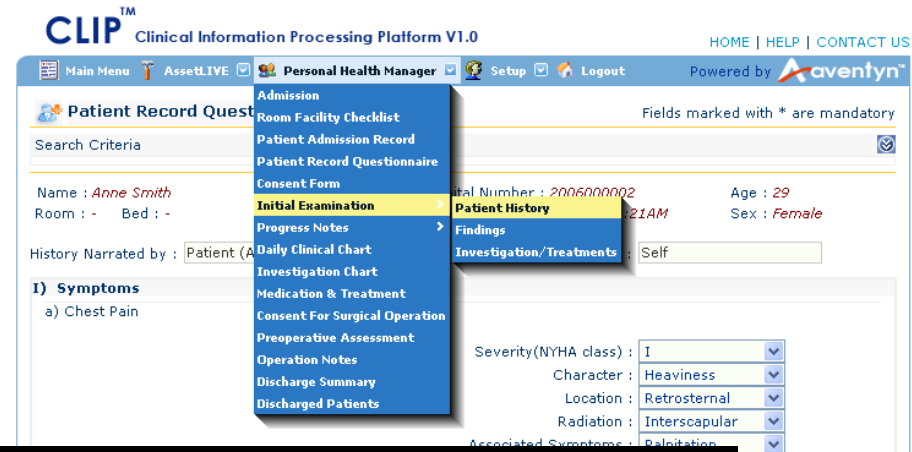 CLIP™ Clinical Information Processing Platform V1.0
HOME | HELP | CONTACT US
Main Menu AssetLIVE Personal Health Manager Setup Logout Powered by aventyn™
Patient Record Quest Fields marked with * are mandatory
Search Criteria
Name : Anne Smith ital Number : 2006000002 Age : 29
Room : - Bed : - :21AM Sex : Female
History Narrated by : Patient (A : Self
I) Symptoms
a) Chest Pain
Severity(NYHA class) : I
Character : Heaviness
Location : Retrosternal
Radiation : Interscapular
Associated Symptoms : Palpitation
Admission
Room Facility Checklist
Patient Admission Record
Patient Record Questionnaire
Consent Form
Initial Examination
Progress Notes
Daily Clinical Chart
Investigation Chart
Medication & Treatment
Consent For Surgical Operation
Preoperative Assessment
Operation Notes
Discharge Summary
Discharged Patients
Patient History
Findings
Investigation/Treatments